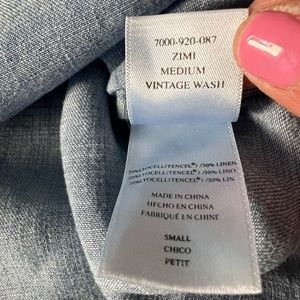 7000-920-087
ZIMI
MEDIUM
VINTAGE WASH
LYOCELL(TENCEL®) /30% LINEN
LYOCELL(TENCEL®) /30% LINO
LYOCELL(TENCEL®) /30% LIN
MADE IN CHINA
HECHO EN CHINA
FABRIQUÉ EN CHINE
SMALL
CHICO
PETIT